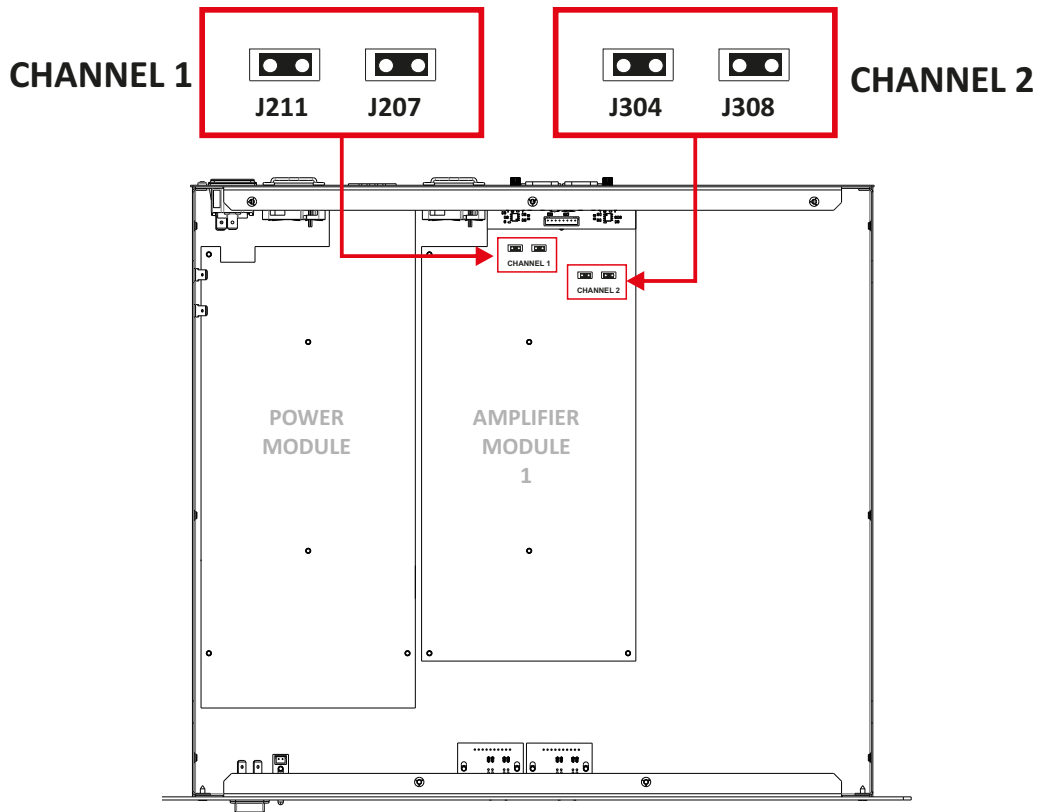 CHANNEL 1
J211 J207
J304 J308
CHANNEL 2
CHANNEL 1
CHANNEL 2
POWER
MODULE
AMPLIFIER
MODULE
1